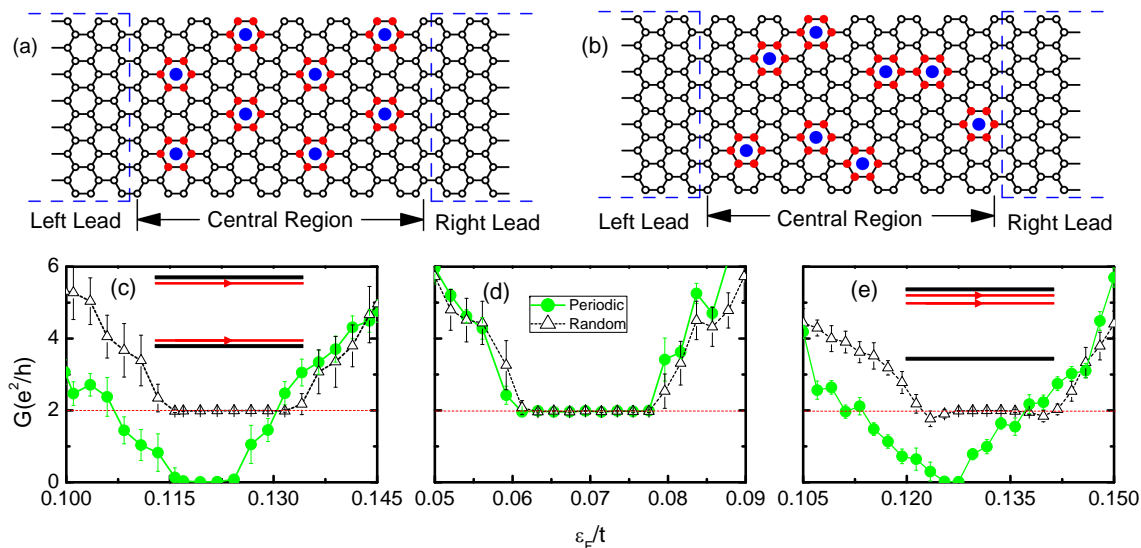 (a)
(b)
Left Lead
Central Region
Right Lead
Left Lead
Central Region
Right Lead
G(e²/h)
6
4
2
0
(c)
(d)
Periodic
Random
(e)
0.100
0.115
0.130
0.145
0.05
0.06
0.07
0.08
0.09
0.105
0.120
0.135
0.150
ε_F/t